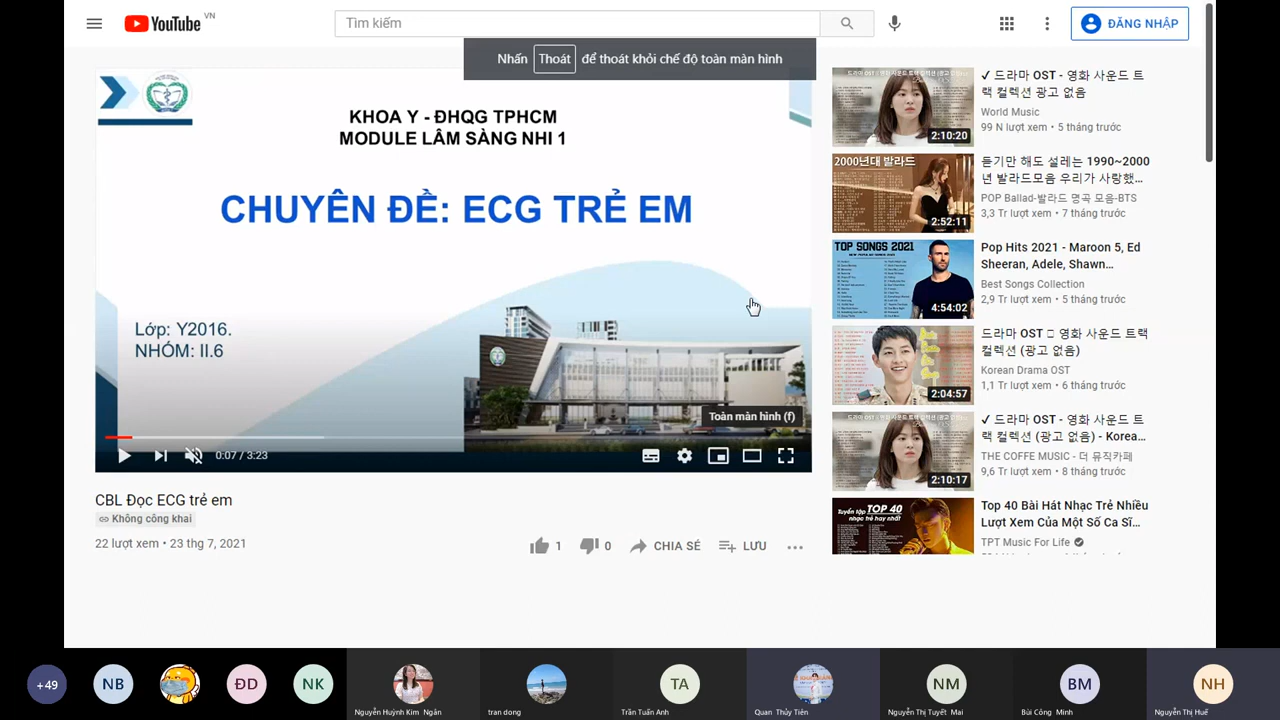 YouTube VN
Tìm kiếm
ĐĂNG NHẬP
Nhấn Thoát để thoát khỏi chế độ toàn màn hình
KHOA Y - ĐHQG TPHCM
MODULE LÂM SÀNG NHI 1
CHUYÊN ĐỀ: ECG TRẺ EM
Lớp: Y2016.
NHÓM: II.6
Toàn màn hình (f)
0:07 / 3:23
CBL Đọc ECG trẻ em
Không công khai
22 lượt xem • 23 thg 7, 2021
1
0
CHIA SẺ
LƯU
2:10:20
✓ 드라마 OST - 영화 사운드 트
랙 컬렉션 광고 없음
World Music
99 N lượt xem • 5 tháng trước
2000년대 발라드
2:52:11
듣기만 해도 설레는 1990~2000
년 발라드모음 우리가 사랑했...
POP Ballad-발라드 명곡 모음-BTS
3,3 Tr lượt xem • 7 tháng trước
TOP SONGS 2021
4:54:02
Pop Hits 2021 - Maroon 5, Ed
Sheeran, Adele, Shawn...
Best Songs Collection
2,9 Tr lượt xem • 5 tháng trước
2:04:57
드라마 OST □ 영화 사운드 트랙
컬렉션 (광고 없음)
Korean Drama OST
1,1 Tr lượt xem • 6 tháng trước
2:10:17
✓ 드라마 OST - 영화 사운드 트
랙 컬렉션 (광고 없음) - Korea...
THE COFFE MUSIC - 더 뮤직카페
9,6 Tr lượt xem • 8 tháng trước
Tuyển tập TOP 40
nhạc trẻ hay nhất
Top 40 Bài Hát Nhạc Trẻ Nhiều
Lượt Xem Của Một Số Ca Sĩ...
TPT Music For Life
+49
NB
ĐD
NK
Nguyễn Huỳnh Kim Ngân
tran dong
TA
Trần Tuấn Anh
Quan Thủy Tiên
NM
Nguyễn Thị Tuyết Mai
BM
Bùi Công Minh
NH
Nguyễn Thị Huế